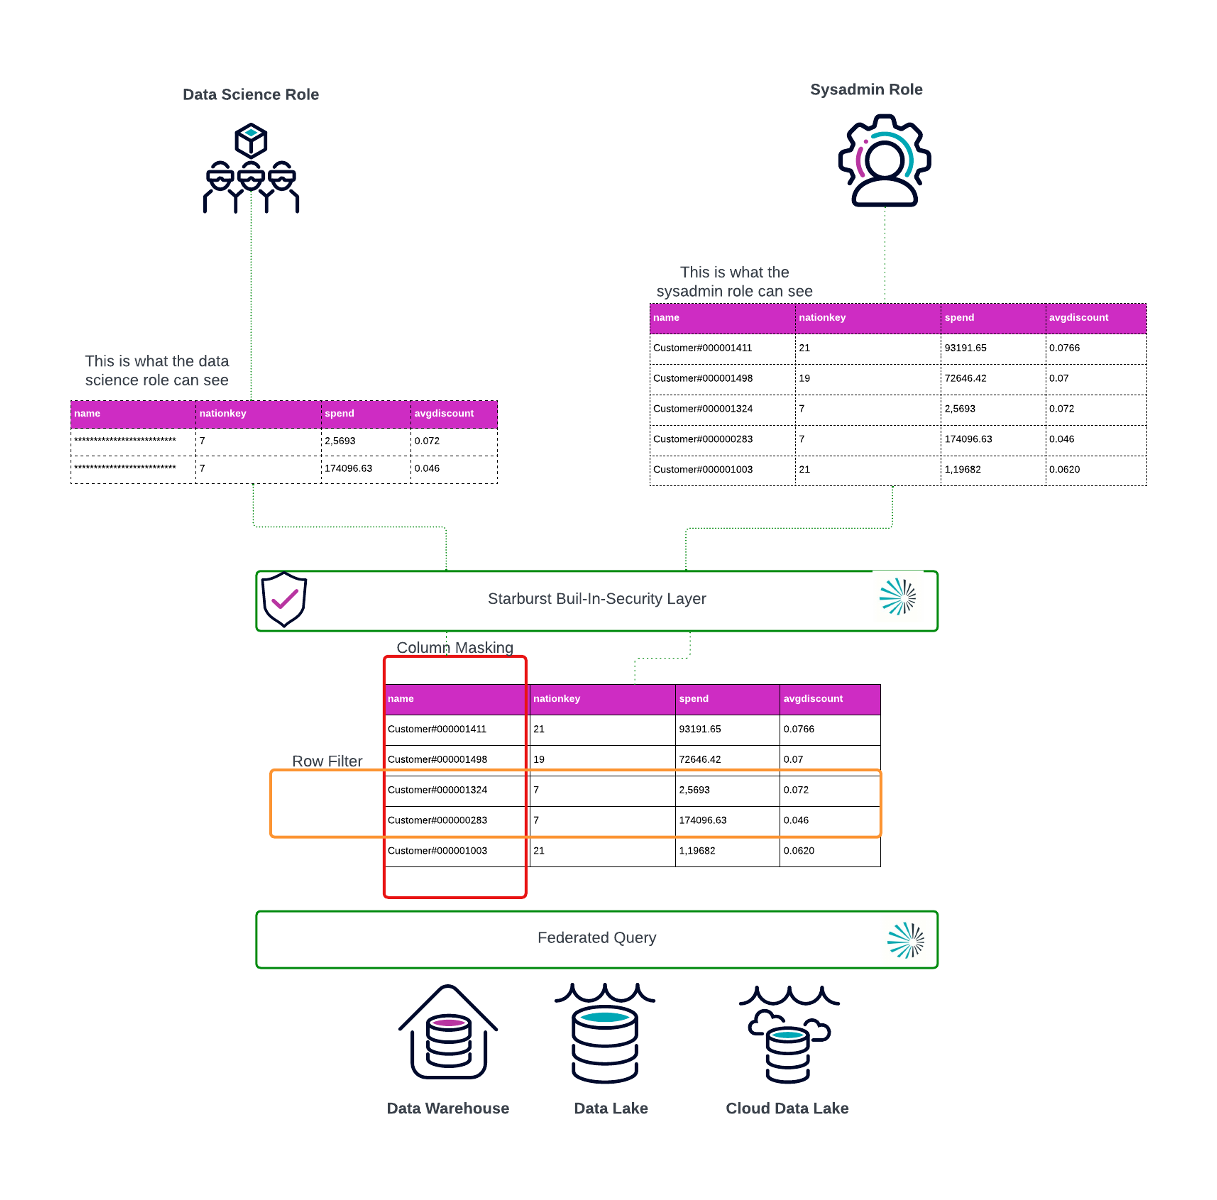 Data Science Role
Sysadmin Role
This is what the
sysadmin role can see
name nationkey spend avgdiscount
Customer#000001411 21 93191.65 0.0766
Customer#000001498 19 72646.42 0.07
Customer#000001324 7 2,5693 0.072
Customer#000000283 7 174096.63 0.046
Customer#000001003 21 1,19682 0.0620
This is what the data
science role can see
name nationkey spend avgdiscount
************************** 7 2,5693 0.072
************************** 7 174096.63 0.046
Starburst Buil-In-Security Layer
Column Masking
name nationkey spend avgdiscount
Customer#000001411 21 93191.65 0.0766
Customer#000001498 19 72646.42 0.07
Row Filter
Customer#000001324 7 2,5693 0.072
Customer#000000283 7 174096.63 0.046
Customer#000001003 21 1,19682 0.0620
Federated Query
Data Warehouse
Data Lake
Cloud Data Lake